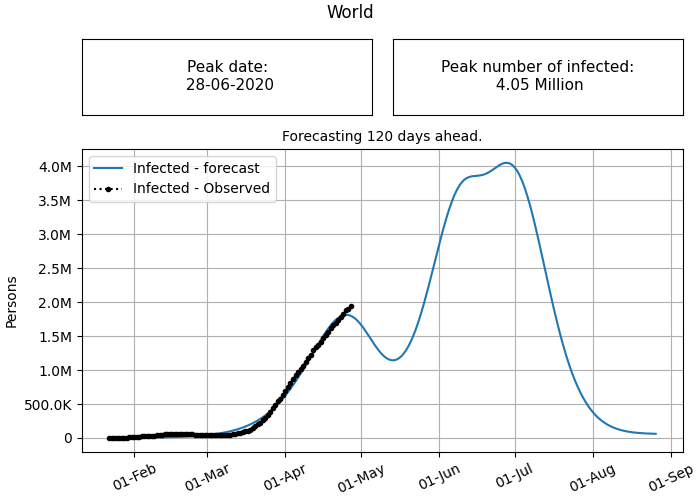 World
Peak date:
28-06-2020
Peak number of infected:
4.05 Million
Forecasting 120 days ahead.
Infected - forecast
Infected - Observed
Persons
4.0M
3.5M
3.0M
2.5M
2.0M
1.5M
1.0M
500.0K
0
01-Feb
01-Mar
01-Apr
01-May
01-Jun
01-Jul
01-Aug
01-Sep